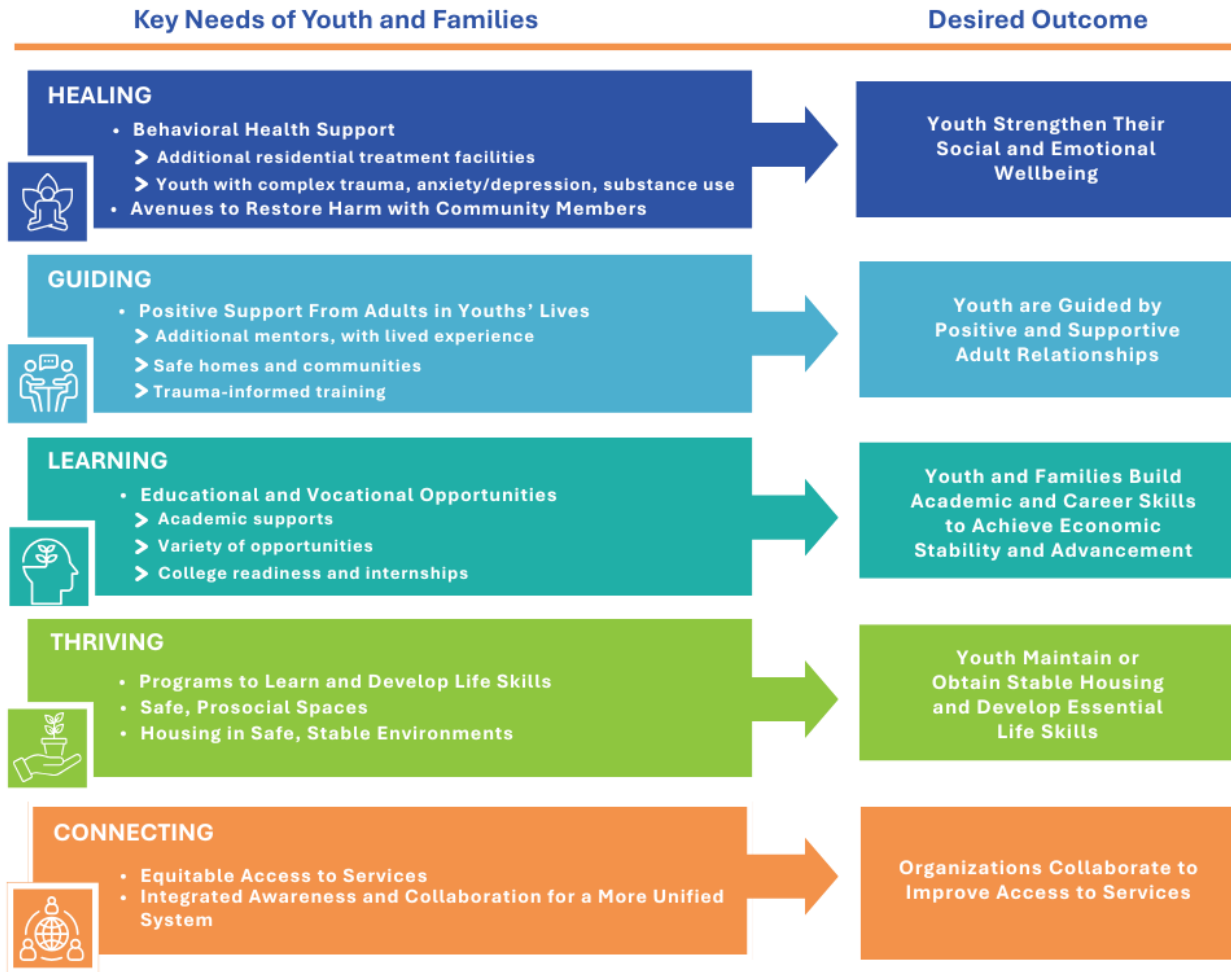 Key Needs of Youth and Families
Desired Outcome
HEALING
• Behavioral Health Support
> Additional residential treatment facilities
> Youth with complex trauma, anxiety/depression, substance use
• Avenues to Restore Harm with Community Members
Youth Strengthen Their
Social and Emotional
Wellbeing
GUIDING
• Positive Support From Adults in Youths' Lives
> Additional mentors, with lived experience
> Safe homes and communities
> Trauma-informed training
Youth are Guided by
Positive and Supportive
Adult Relationships
LEARNING
• Educational and Vocational Opportunities
> Academic supports
> Variety of opportunities
> College readiness and internships
Youth and Families Build
Academic and Career Skills
to Achieve Economic
Stability and Advancement
THRIVING
• Programs to Learn and Develop Life Skills
• Safe, Prosocial Spaces
• Housing in Safe, Stable Environments
Youth Maintain or
Obtain Stable Housing
and Develop Essential
Life Skills
CONNECTING
• Equitable Access to Services
• Integrated Awareness and Collaboration for a More Unified
System
Organizations Collaborate to
Improve Access to Services